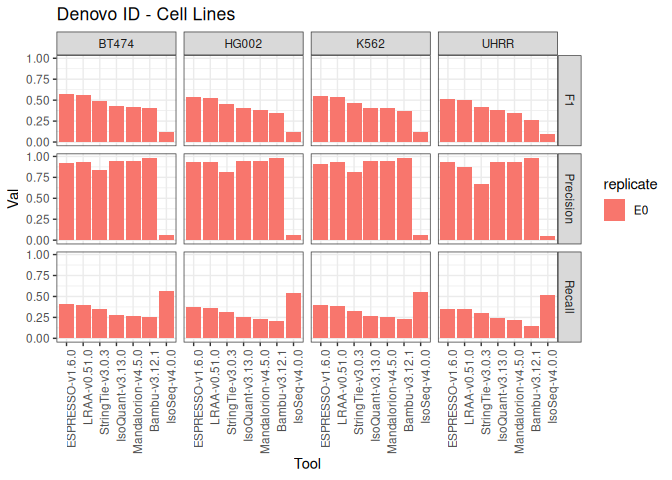 Denovo ID - Cell Lines
BT474 HG002 K562 UHRR
1.00
0.75
0.50
0.25
0.00
F1
1.00
0.75
0.50
0.25
0.00
Precision
1.00
0.75
0.50
0.25
0.00
Recall
Val
ESPRESSO-v1.6.0
LRAA-v0.51.0
StringTie-v3.0.3
IsoQuant-v3.13.0
Mandalorion-v4.5.0
Bambu-v3.12.1
IsoSeq-v4.0.0
ESPRESSO-v1.6.0
LRAA-v0.51.0
StringTie-v3.0.3
IsoQuant-v3.13.0
Mandalorion-v4.5.0
Bambu-v3.12.1
IsoSeq-v4.0.0
ESPRESSO-v1.6.0
LRAA-v0.51.0
StringTie-v3.0.3
IsoQuant-v3.13.0
Mandalorion-v4.5.0
Bambu-v3.12.1
IsoSeq-v4.0.0
ESPRESSO-v1.6.0
LRAA-v0.51.0
StringTie-v3.0.3
IsoQuant-v3.13.0
Mandalorion-v4.5.0
Bambu-v3.12.1
IsoSeq-v4.0.0
Tool
replicate
E0